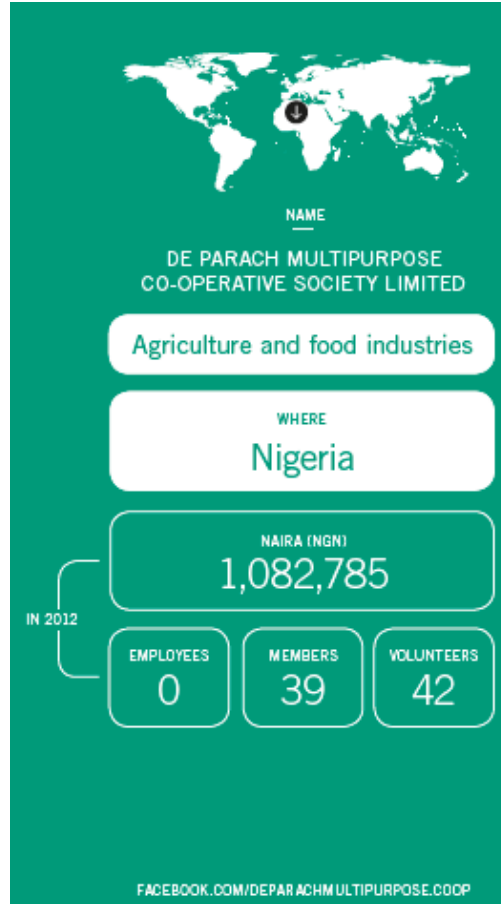 NAME
DE PARACH MULTIPURPOSE
CO-OPERATIVE SOCIETY LIMITED
Agriculture and food industries
WHERE
Nigeria
NAIRA (NGN)
1,082,785
IN 2012
EMPLOYEES
0
MEMBERS
39
VOLUNTEERS
42
FACEBOOK.COM/DEPARACHMULTIPURPOSE.COOP